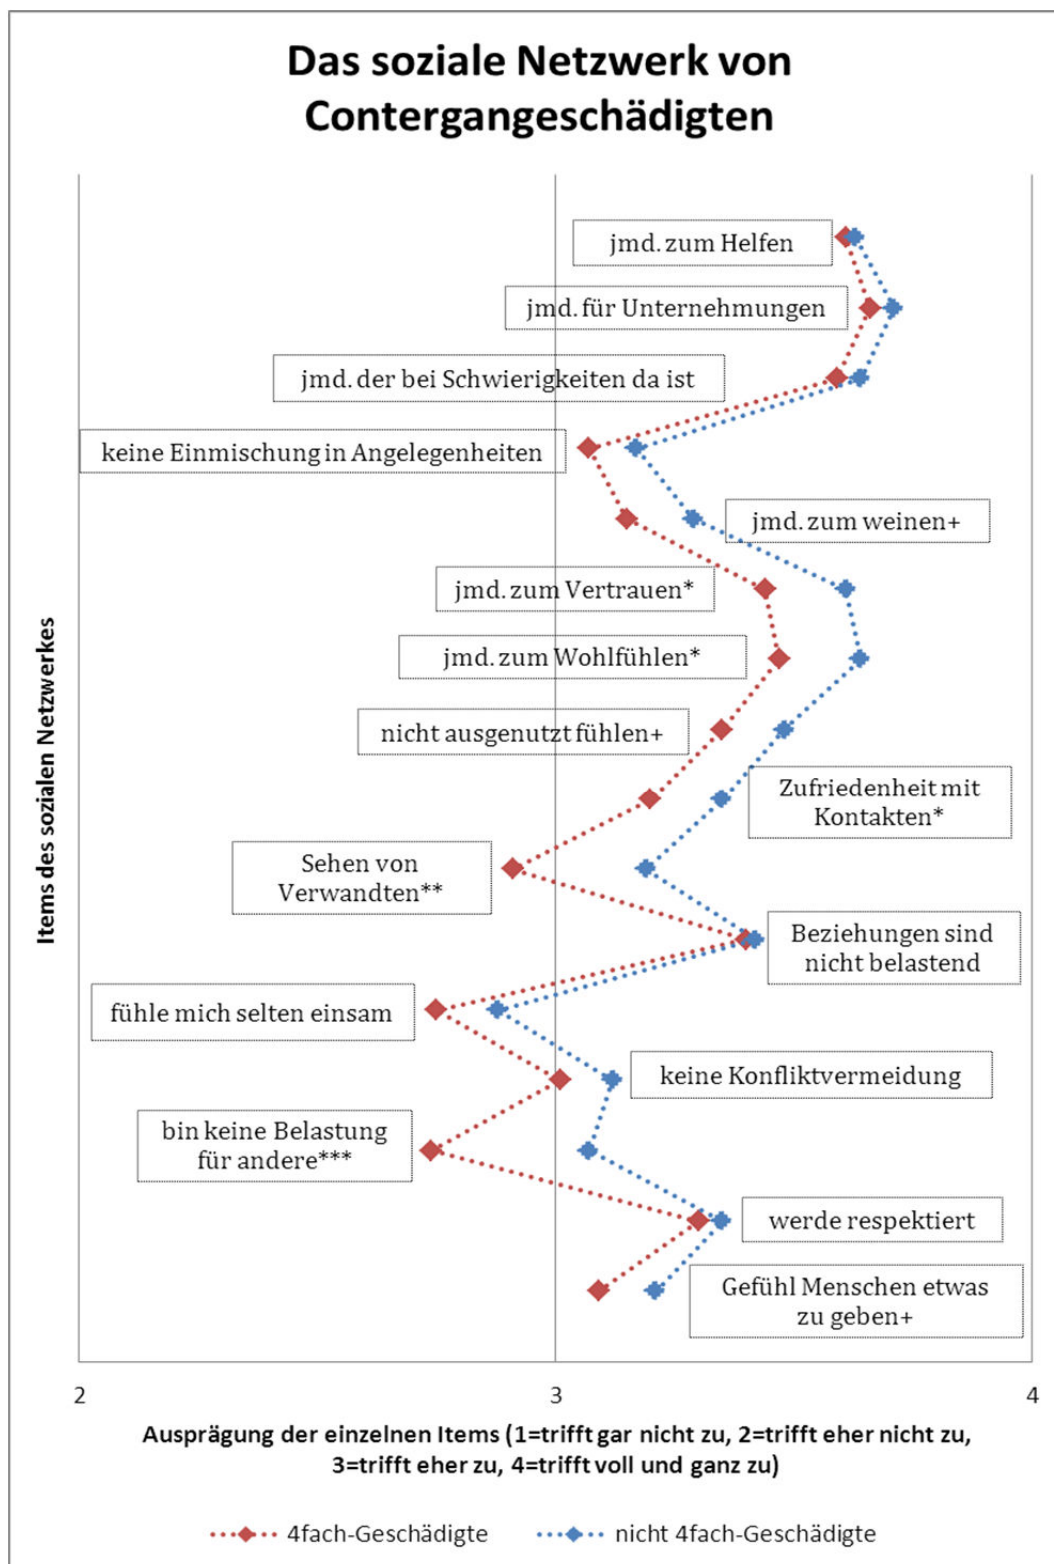 Das soziale Netzwerk von
Contergangeschädigten
jmd. zum Helfen
jmd. für Unternehmungen
jmd. der bei Schwierigkeiten da ist
keine Einmischung in Angelegenheiten
jmd. zum weinen+
jmd. zum Vertrauen*
jmd. zum Wohlfühlen*
nicht ausgenutzt fühlen+
Zufriedenheit mit
Kontakten*
Sehen von
Verwandten**
Beziehungen sind
nicht belastend
fühle mich selten einsam
keine Konfliktvermeidung
bin keine Belastung
für andere***
werde respektiert
Gefühl Menschen etwas
zu geben+
Items des sozialen Netzwerkes
2 3 4
Ausprägung der einzelnen Items (1=trifft gar nicht zu, 2=trifft eher nicht zu,
3=trifft eher zu, 4=trifft voll und ganz zu)
4fach-Geschädigte nicht 4fach-Geschädigte